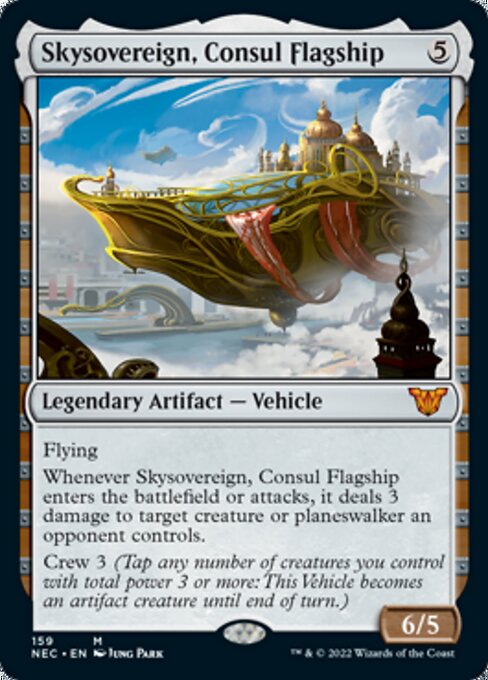 Skysovereign, Consul Flagship 5
Legendary Artifact — Vehicle
Flying
Whenever Skysovereign, Consul Flagship
enters the battlefield or attacks, it deals 3
damage to target creature or planeswalker an
opponent controls.
Crew 3 (Tap any number of creatures you control
with total power 3 or more: This Vehicle becomes
an artifact creature until end of turn.)
6/5
159 M
NEC • EN Jung Park
™ & © 2022 Wizards of the Coast